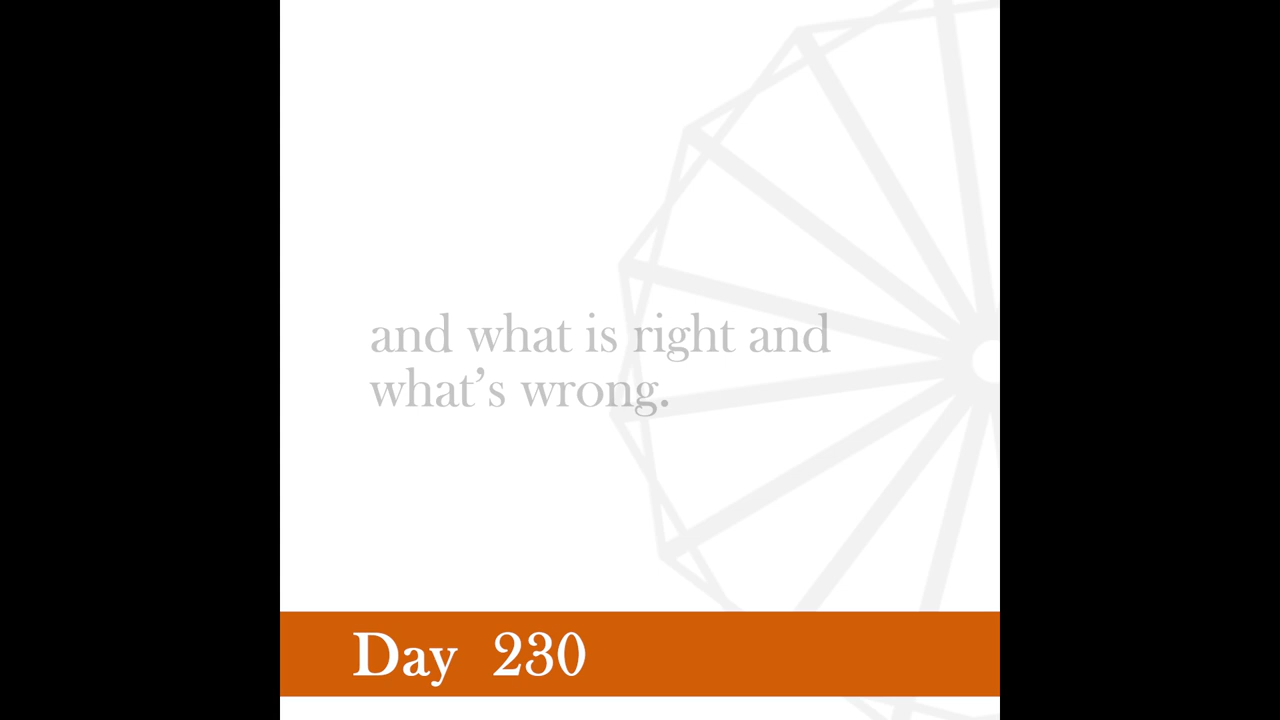 and what is right and
what’s wrong.
Day 230